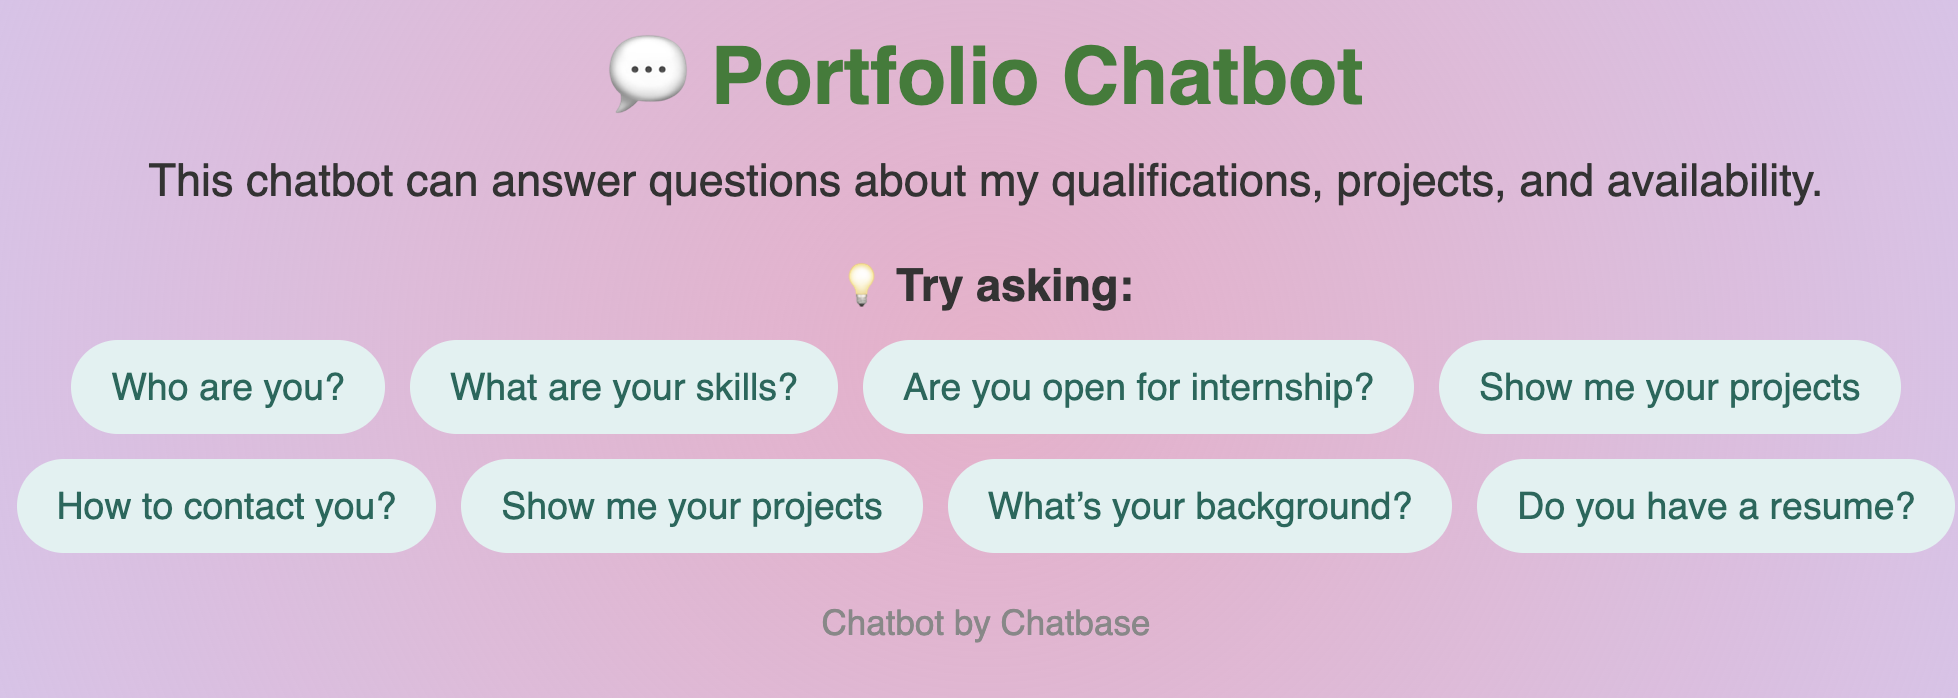 💬 Portfolio Chatbot
This chatbot can answer questions about my qualifications, projects, and availability.
💡 Try asking:
Who are you? What are your skills? Are you open for internship? Show me your projects
How to contact you? Show me your projects What’s your background? Do you have a resume?
Chatbot by Chatbase